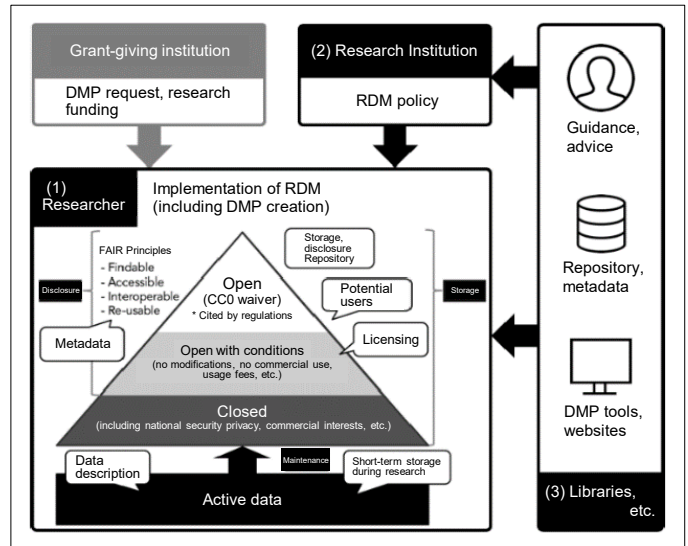 Grant-giving institution
DMP request, research
funding
(2) Research Institution
RDM policy
Guidance,
advice
Repository,
metadata
DMP tools,
websites
(3) Libraries,
etc.
(1)
Researcher
Implementation of RDM
(including DMP creation)
FAIR Principles
- Findable
- Accessible
- Interoperable
- Re-usable
Disclosure
Metadata
Storage,
disclosure
Repository
Potential
users
Licensing
Storage
Open
(CC0 waiver)
* Cited by regulations
Open with conditions
(no modifications, no commercial use,
usage fees, etc.)
Closed
(including national security privacy, commercial interests, etc.)
Data
description
Maintenance
Short-term storage
during research
Active data